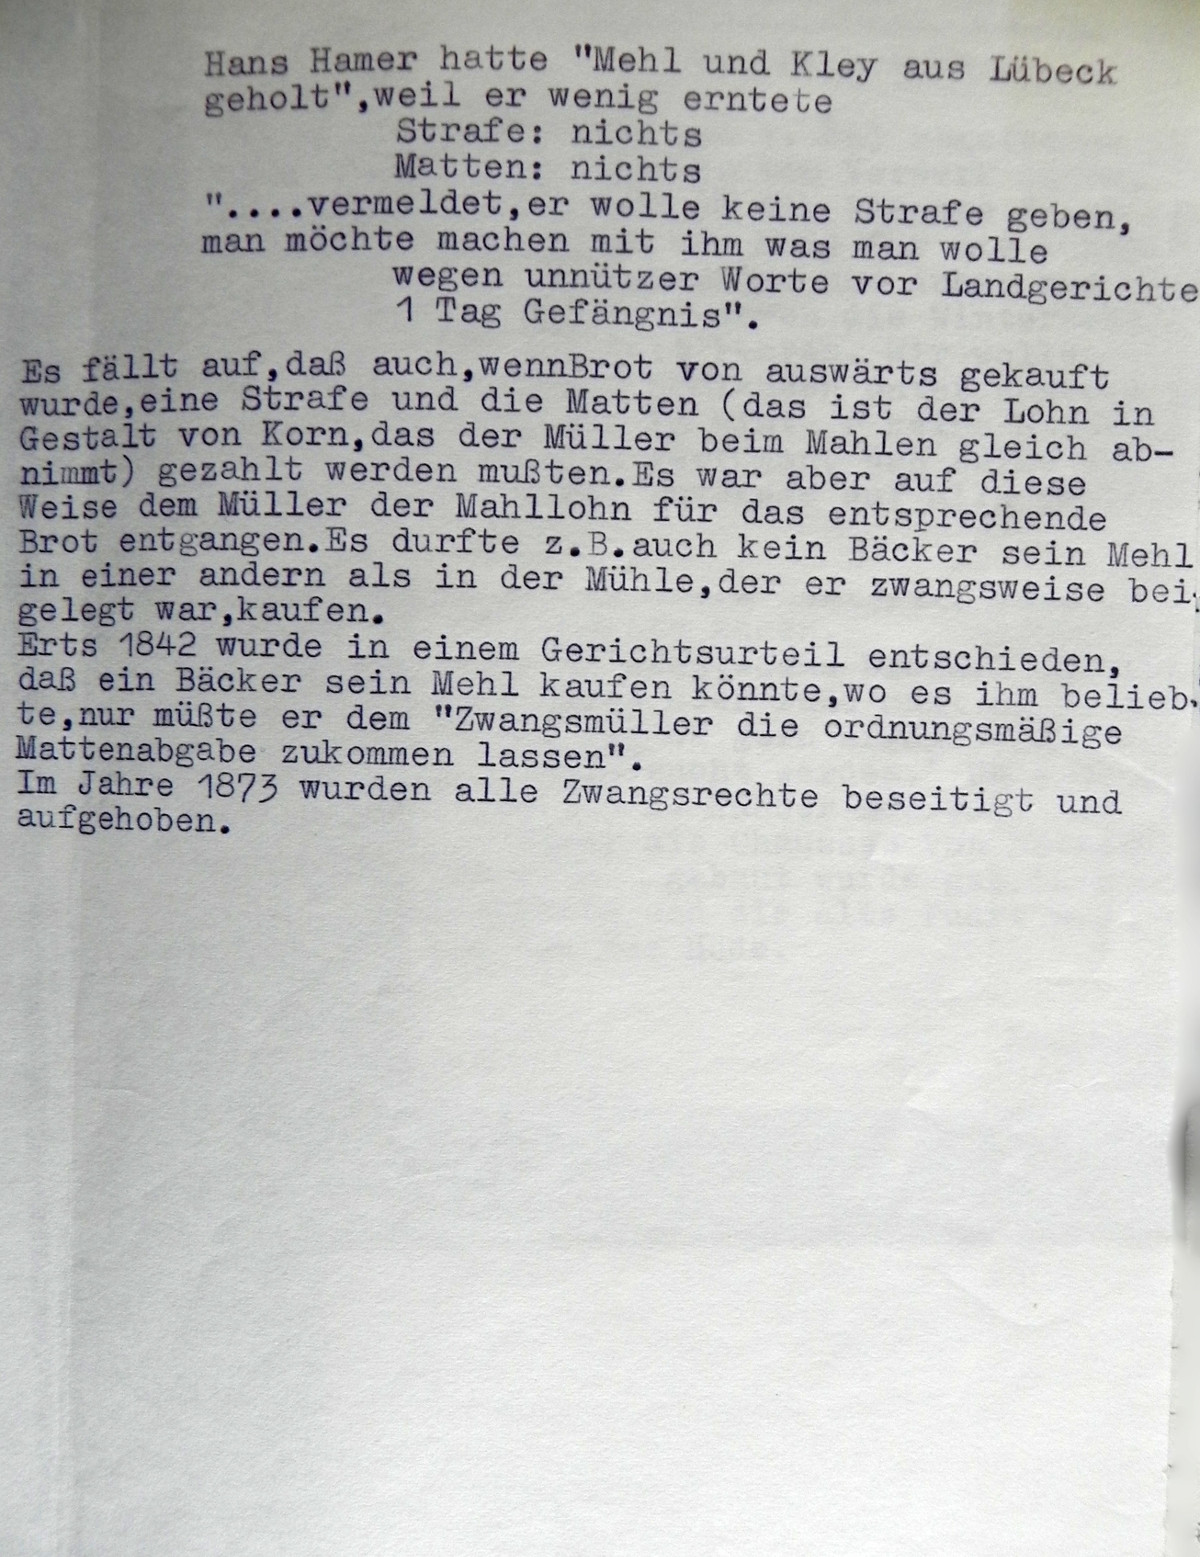 Hans Hamer hatte "Mehl und Kley aus Lübeck
geholt",weil er wenig erntete
Strafe: nichts
Matten: nichts
"....vermeldet,er wolle keine Strafe geben,
man möchte machen mit ihm was man wolle
wegen unnützer Worte vor Landgerichte
1 Tag Gefängnis".
Es fällt auf,daß auch,wennBrot von auswärts gekauft
wurde,eine Strafe und die Matten (das ist der Lohn in
Gestalt von Korn,das der Müller beim Mahlen gleich ab-
nimmt) gezahlt werden mußten.Es war aber auf diese
Weise dem Müller der Mahllohn für das entsprechende
Brot entgangen.Es durfte z.B.auch kein Bäcker sein Mehl
in einer andern als in der Mühle,der er zwangsweise bei-
gelegt war,kaufen.
Erts 1842 wurde in einem Gerichtsurteil entschieden,
daß ein Bäcker sein Mehl kaufen könnte,wo es ihm belieb-
te,nur müßte er dem "Zwangsmüller die ordnungsmäßige
Mattenabgabe zukommen lassen".
Im Jahre 1873 wurden alle Zwangsrechte beseitigt und
aufgehoben.